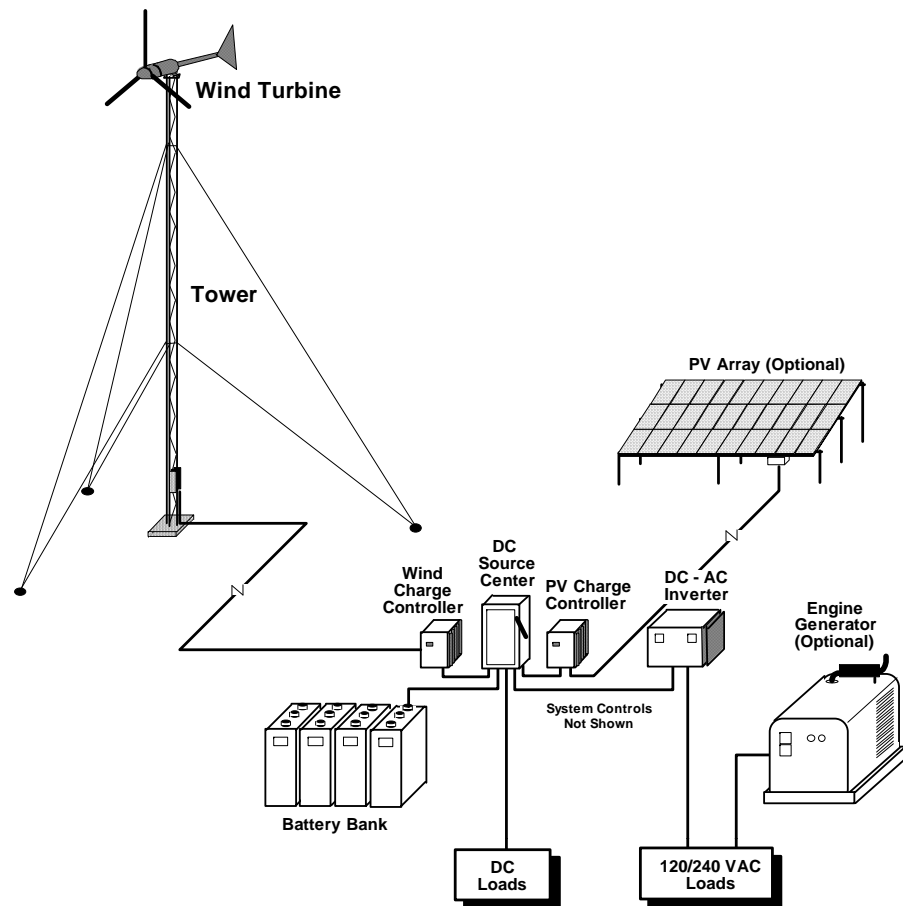 Wind Turbine
Tower
PV Array (Optional)
DC
Source
Center
Wind
Charge
Controller
PV Charge
Controller
DC - AC
Inverter
Engine
Generator
(Optional)
System Controls
Not Shown
Battery Bank
DC
Loads
120/240 VAC
Loads